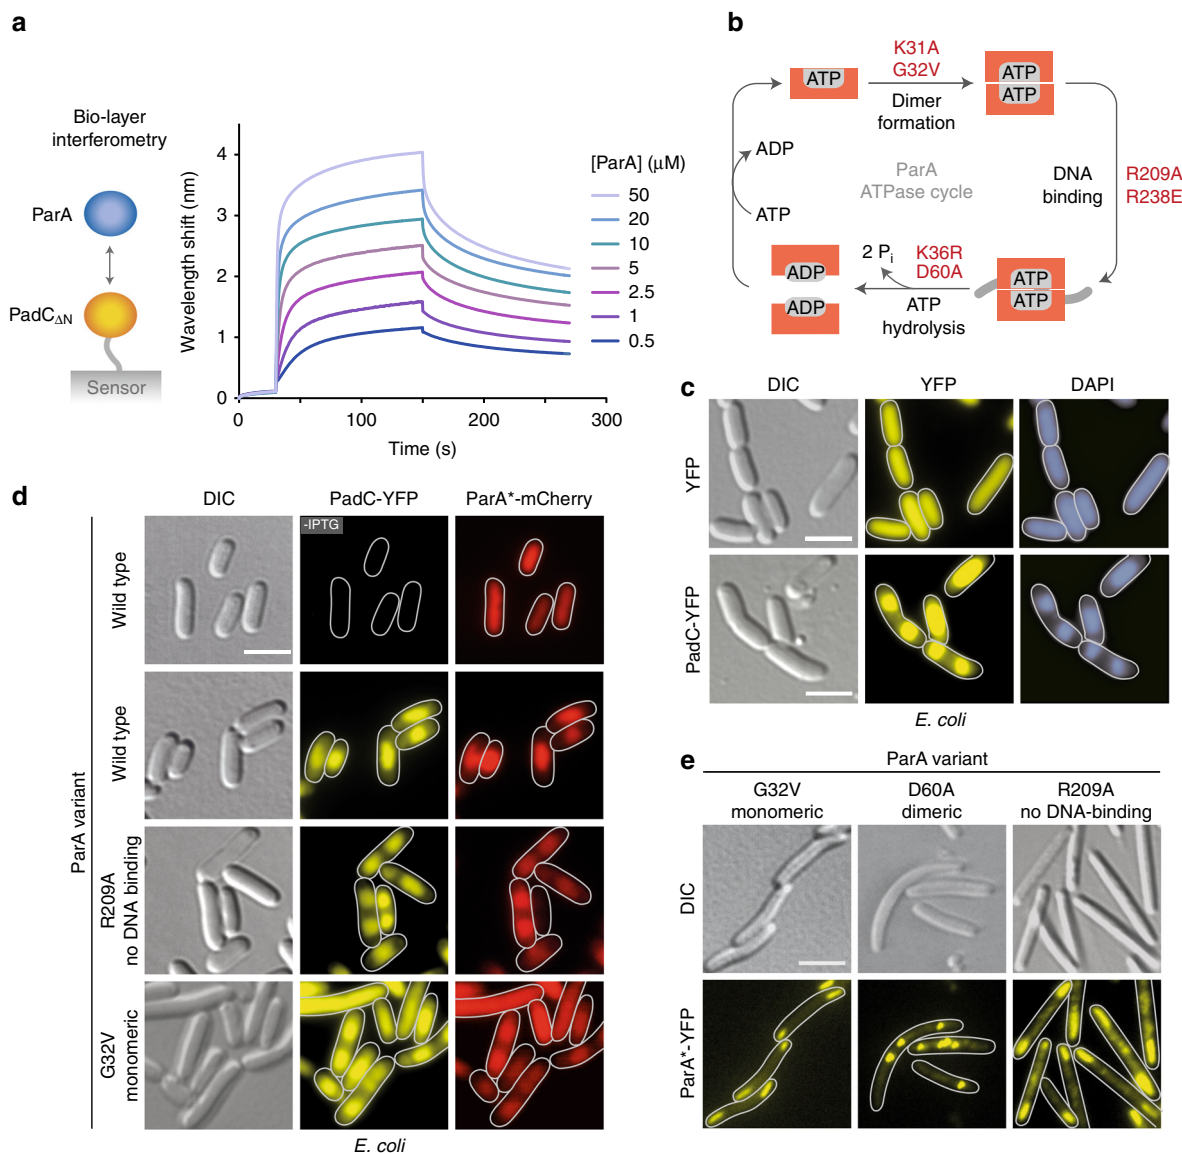 a
Bio-layer
interferometry
ParA
PadCΔN
Sensor
Wavelength shift (nm)
4
3
2
1
0
0
100
200
300
Time (s)
[ParA] (μM)
50
20
10
5
2.5
1
0.5
b
K31A
G32V
ATP
ATP
ATP
Dimer
formation
ADP
ParA
ATPase cycle
DNA
binding
R209A
R238E
ATP
2 Pi
K36R
D60A
ADP
ADP
ATP
ATP
ATP
hydrolysis
c
DIC
YFP
DAPI
YFP
PadC-YFP
E. coli
d
DIC
PadC-YFP
ParA*-mCherry
-IPTG
ParA variant
Wild type
Wild type
R209A
no DNA binding
G32V
monomeric
E. coli
e
ParA variant
G32V
monomeric
D60A
dimeric
R209A
no DNA-binding
DIC
ParA*-YFP